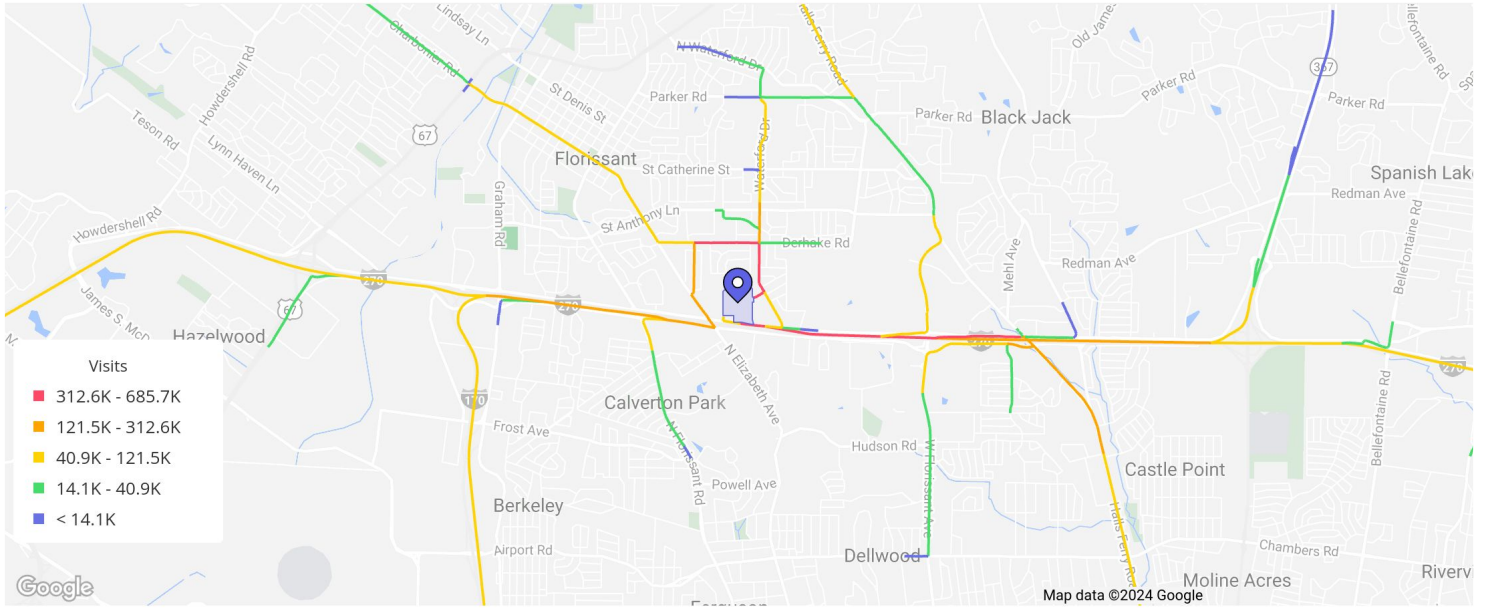 Lindsay Ln
Charbonier Rd
Howdershell Rd
Teson Rd
Lynn Haven Ln
67
St Denis St
Florissant
Graham Rd
St Anthony Ln
St Catherine St
Parker Rd
N Waterford Dr
Waterford Dr
Halls Ferry Road
Derhake Rd
Parker Rd
Black Jack
Parker Rd
367
Parker Rd
Spanish Lake
Redman Ave
Bellefontaine Rd
Bellefontaine Rd
Mehl Ave
Redman Ave
Howdershell Rd
270
67
James S. McD
Hazelwood
270
270
270
170
N Elizabeth Ave
Calverton Park
Frost Ave
N Florissant Rd
Powell Ave
Hudson Rd
W Florissant Ave
Berkeley
Airport Rd
Dellwood
Castle Point
Halls Ferry Road
Bellefontaine Rd
Chambers Rd
Moline Acres
Riverv
Ferguson
Visits
312.6K - 685.7K
121.5K - 312.6K
40.9K - 121.5K
14.1K - 40.9K
< 14.1K
Google
Map data ©2024 Google